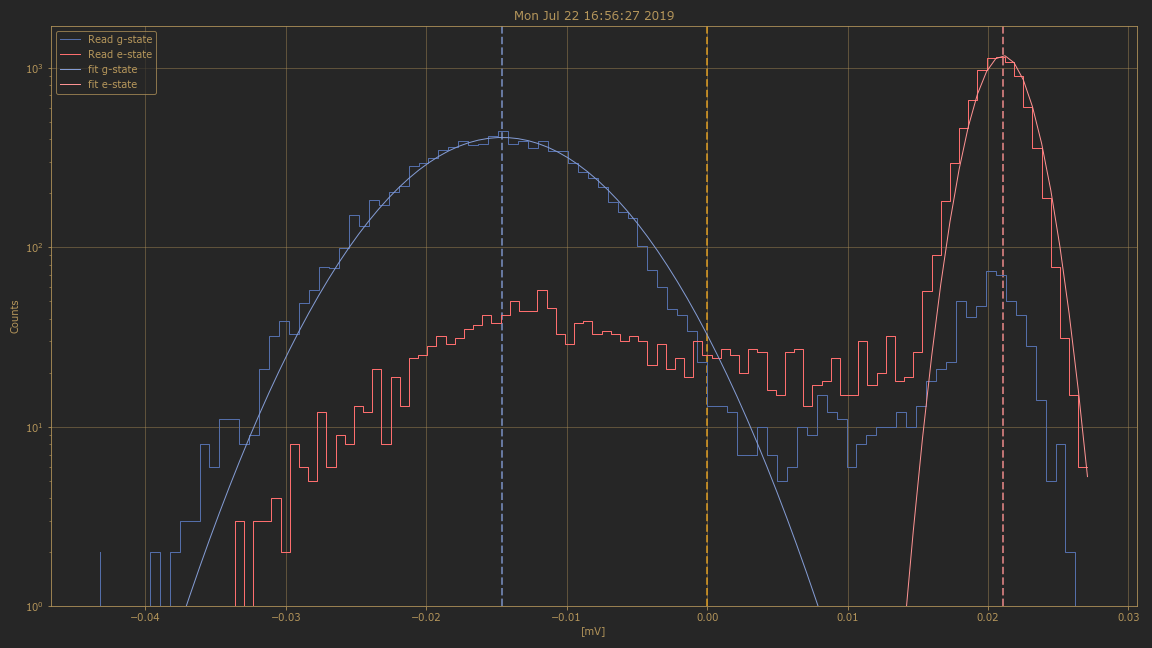 Mon Jul 22 16:56:27 2019
Read g-state
Read e-state
fit g-state
fit e-state
10³
10²
10¹
10⁰
Counts
−0.04 −0.03 −0.02 −0.01 0.00 0.01 0.02 0.03
[mV]